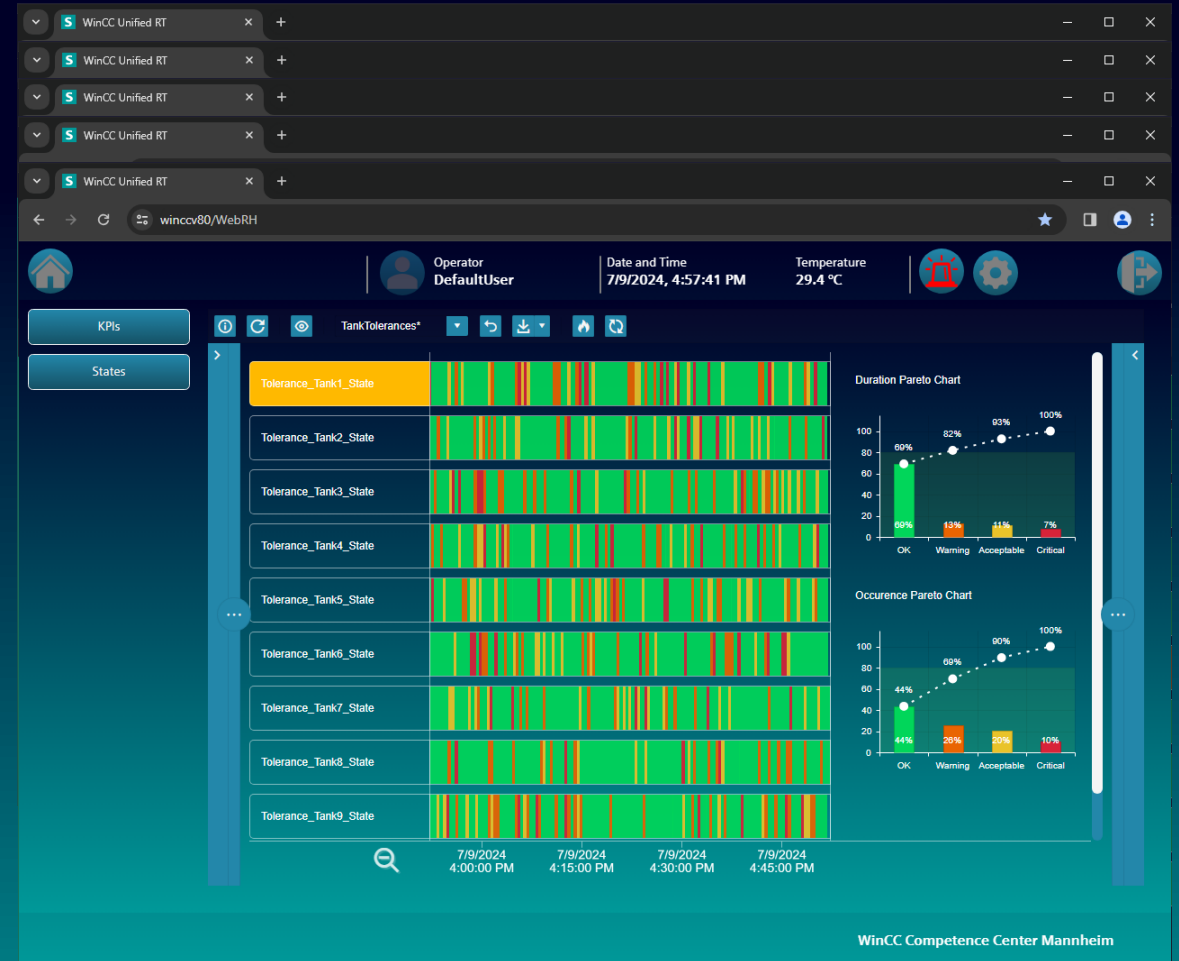 S WinCC Unified RT
S WinCC Unified RT
S WinCC Unified RT
S WinCC Unified RT
S WinCC Unified RT
winccv80/WebRH
Operator
DefaultUser
Date and Time
7/9/2024, 4:57:41 PM
Temperature
29.4 °C
KPIs
States
TankTolerances*
Tolerance_Tank1_State
Tolerance_Tank2_State
Tolerance_Tank3_State
Tolerance_Tank4_State
Tolerance_Tank5_State
Tolerance_Tank6_State
Tolerance_Tank7_State
Tolerance_Tank8_State
Tolerance_Tank9_State
7/9/2024 4:00:00 PM
7/9/2024 4:15:00 PM
7/9/2024 4:30:00 PM
7/9/2024 4:45:00 PM
Duration Pareto Chart
100
80
60
40
20
0
69%
82%
93%
100%
69%
13%
11%
7%
OK Warning Acceptable Critical
Occurence Pareto Chart
100
80
60
40
20
0
44%
69%
90%
100%
44%
26%
20%
10%
OK Warning Acceptable Critical
WinCC Competence Center Mannheim